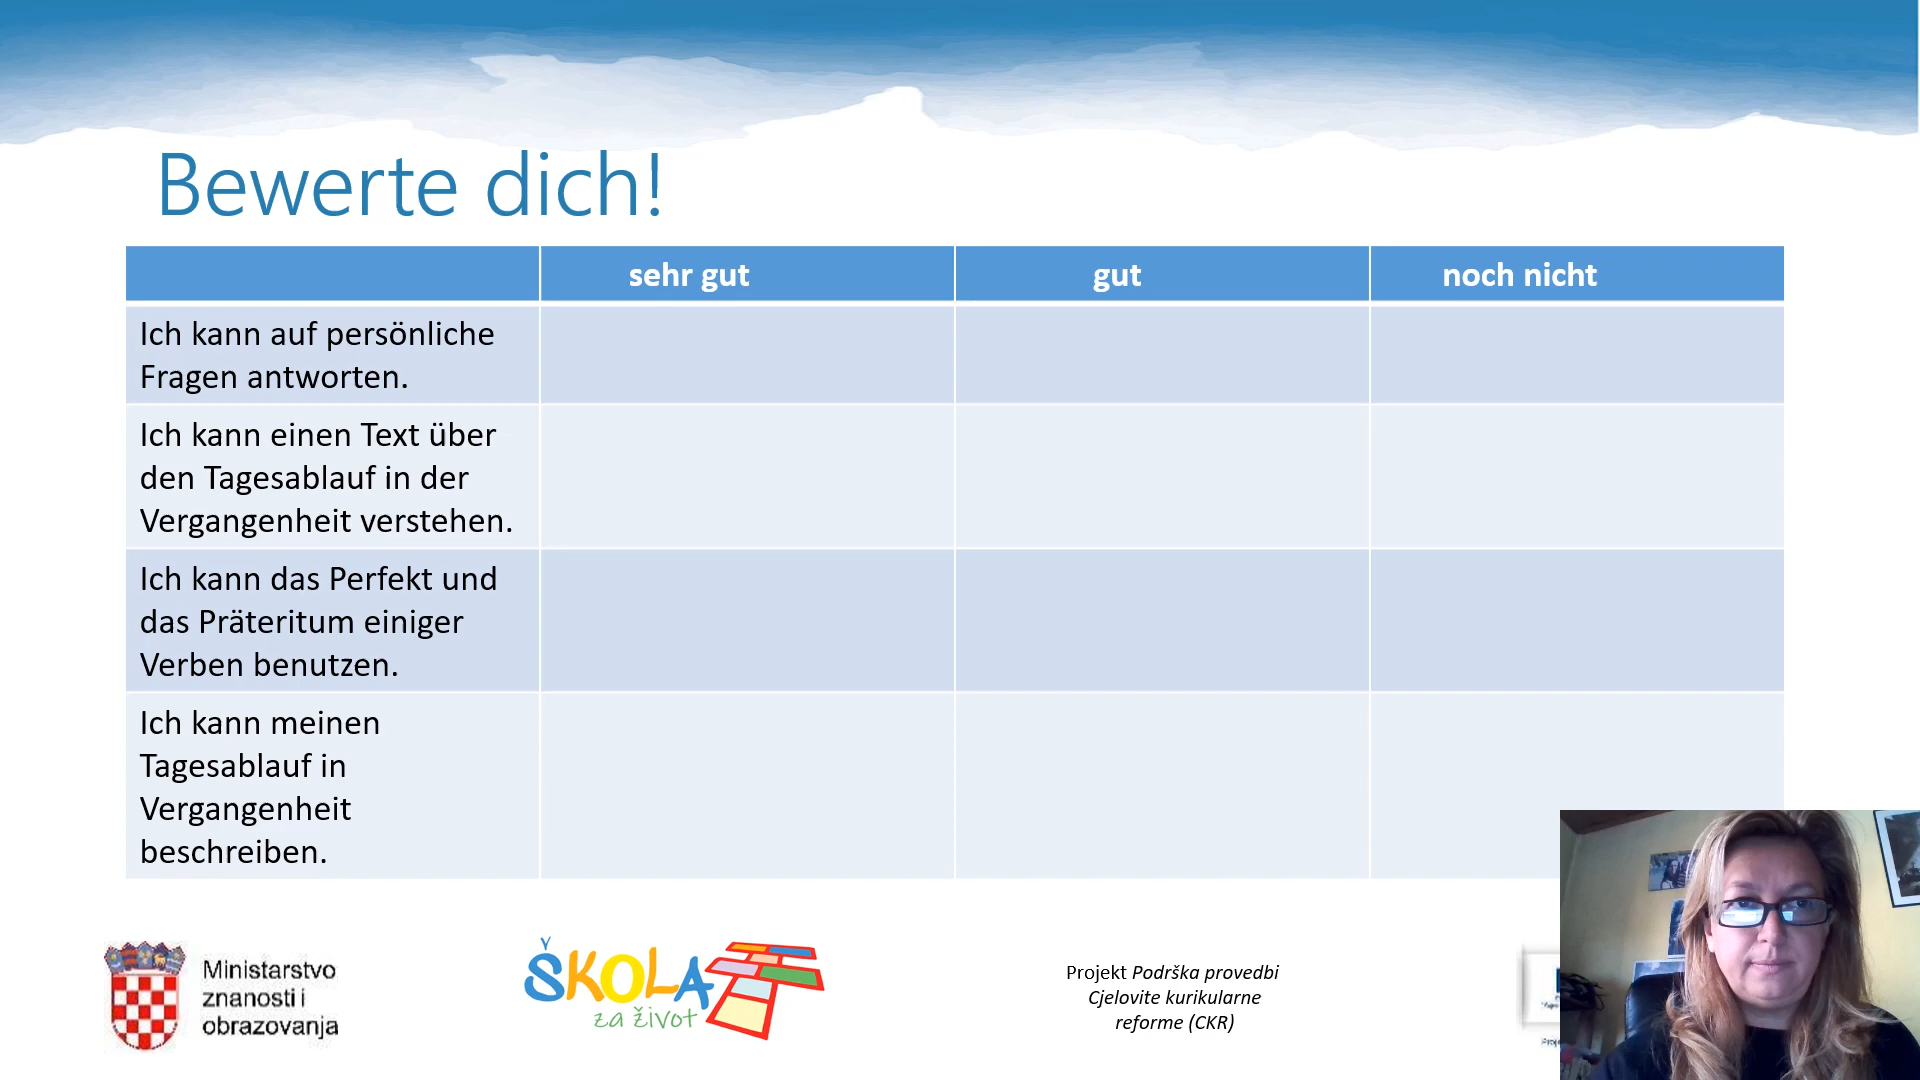 Bewerte dich!
sehr gut
gut
noch nicht
Ich kann auf persönliche
Fragen antworten.
Ich kann einen Text über
den Tagesablauf in der
Vergangenheit verstehen.
Ich kann das Perfekt und
das Präteritum einiger
Verben benutzen.
Ich kann meinen
Tagesablauf in
Vergangenheit
beschreiben.
Ministarstvo
znanosti i
obrazovanja
ŠKOLA
za život
Projekt Podrška provedbi
Cjelovite kurikularne
reforme (CKR)